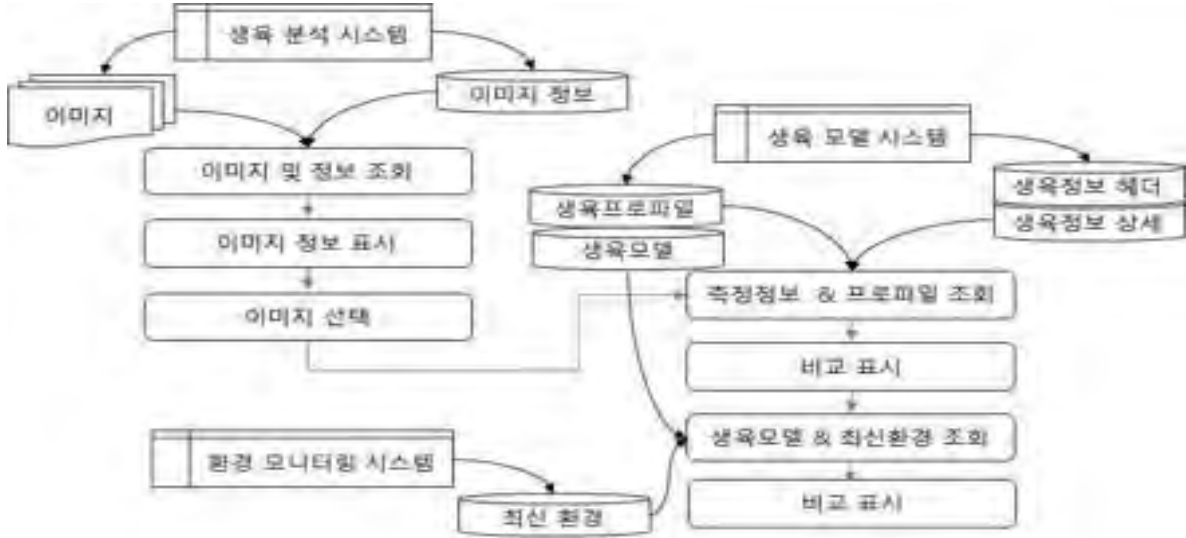 생육 분석 시스템
이미지
이미지 정보
이미지 및 정보 조회
이미지 정보 표시
이미지 선택
생육 모델 시스템
생육프로파일
생육모델
생육정보 헤더
생육정보 상세
측정정보 & 프로파일 조회
비교 표시
생육모델 & 최신환경 조회
비교 표시
환경 모니터링 시스템
최신 환경